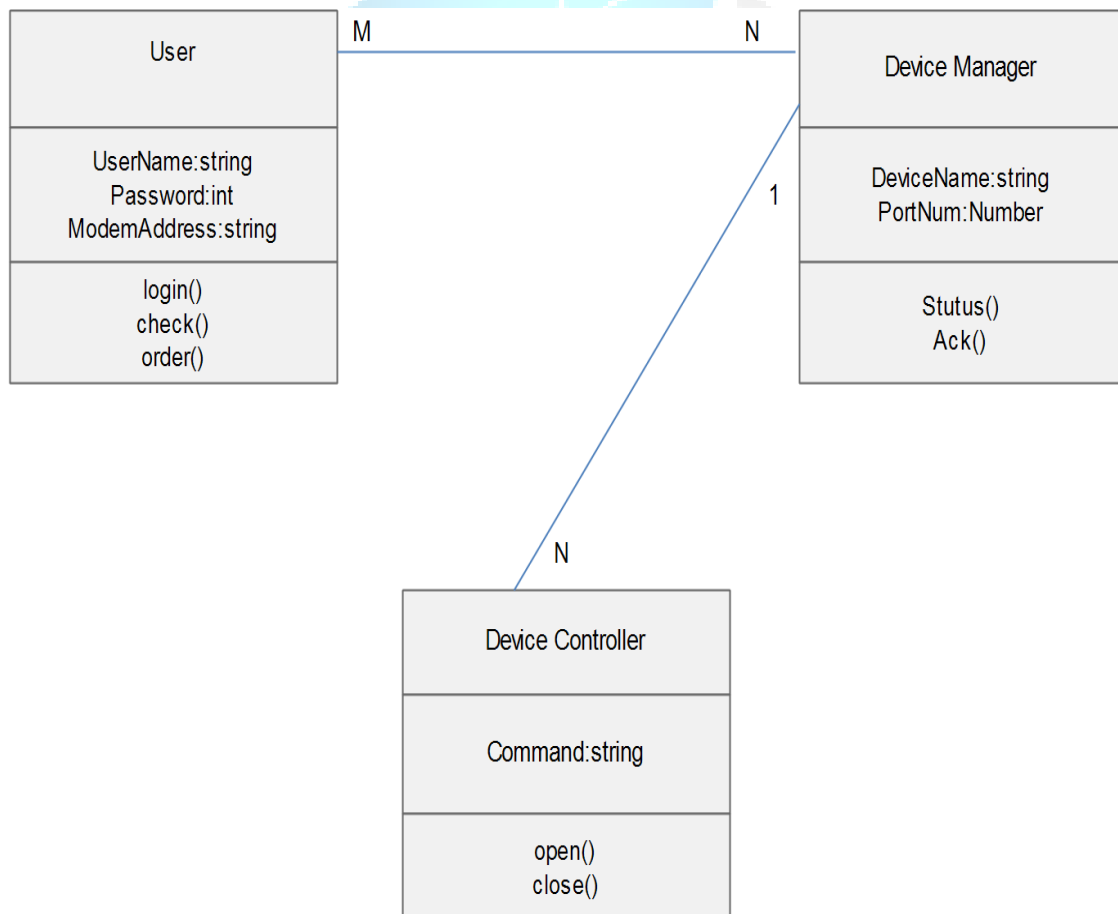 User
M
N
Device Manager
UserName:string
Password:int
ModemAddress:string
DeviceName:string
PortNum:Number
1
login()
check()
order()
Stutus()
Ack()
N
Device Controller
Command:string
open()
close()